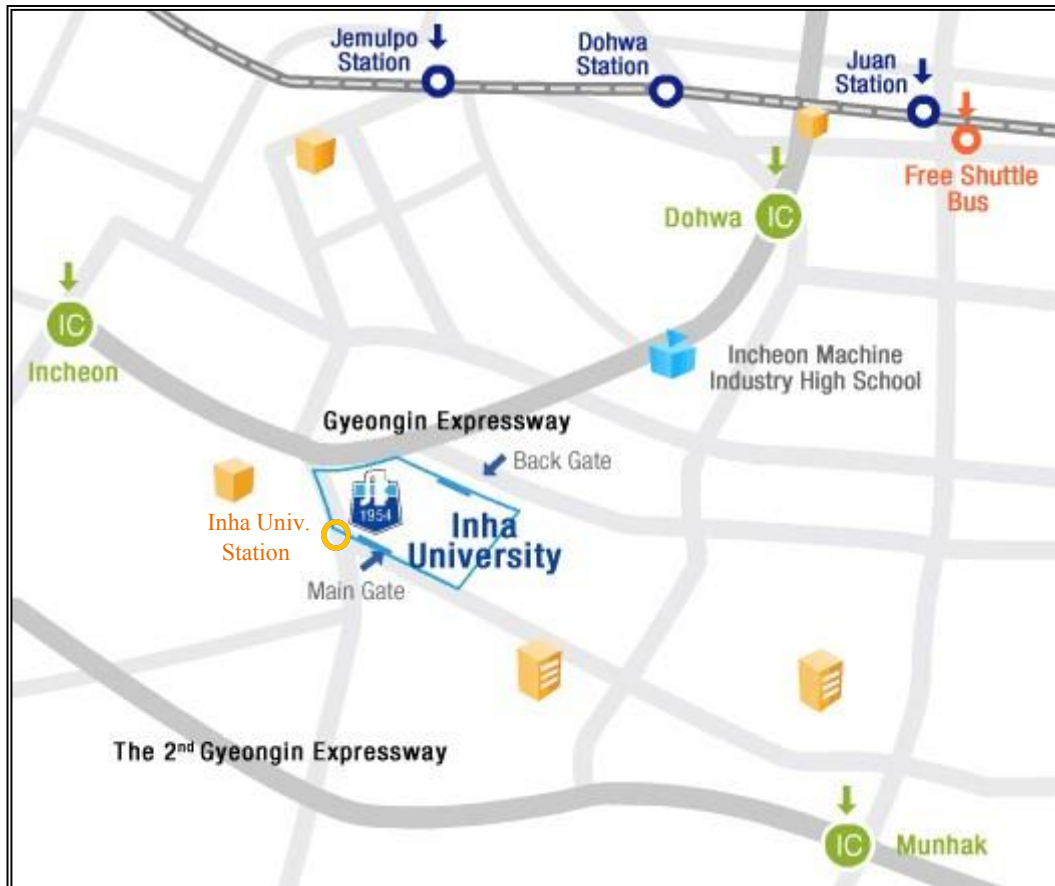 Jemulpo
Station
Dohwa
Station
Juan
Station
Free Shuttle
Bus
Dohwa
IC
IC
Incheon
Incheon Machine
Industry High School
Gyeongin Expressway
Back Gate
1954
Inha Univ.
Station
Inha
University
Main Gate
The 2nd Gyeongin Expressway
IC
Munhak